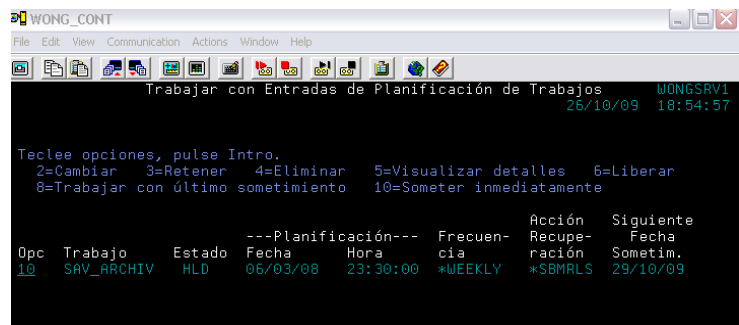 WONG_CONT
File Edit View Communication Actions Window Help
Trabajar con Entradas de Planificación de Trabajos WONGSRV1
26/10/09 18:54:57
Teclee opciones, pulse Intro.
2=Cambiar 3=Retener 4=Eliminar 5=Visualizar detalles 6=Liberar
8=Trabajar con último sometimiento 10=Someter inmediatamente
Acción Siguiente
---Planificación--- Frecuen- Recupe- Fecha
Opc Trabajo Estado Fecha Hora cia ración Sometim.
10 SAV_ARCHIV HLD 06/03/08 23:30:00 *WEEKLY *SBMRLS 29/10/09